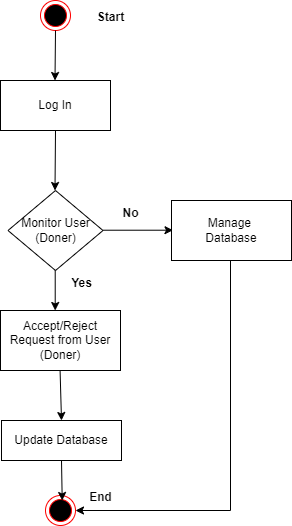 Start
Log In
Monitor User
(Doner)
No
Manage
Database
Yes
Accept/Reject
Request from User
(Doner)
Update Database
End